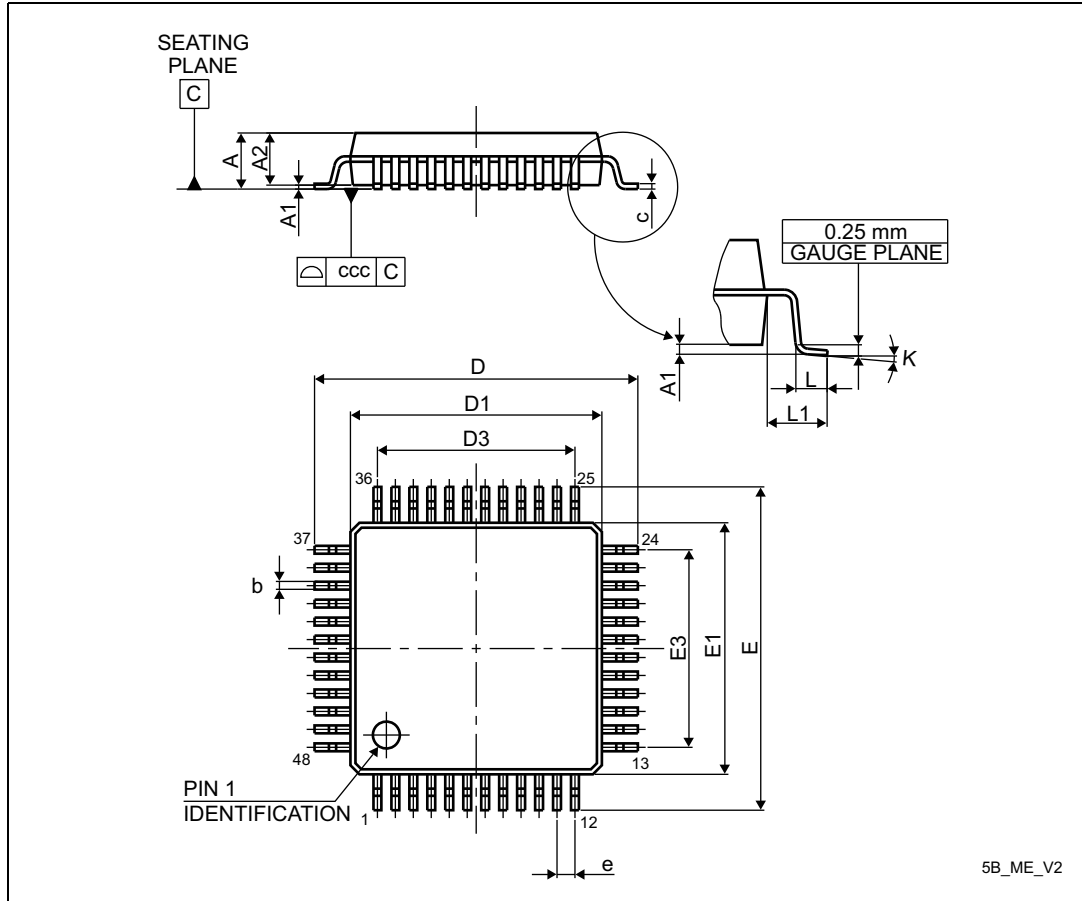 SEATING
PLANE
C
A
A2
A1
c
ccc C
0.25 mm
GAUGE PLANE
A1
K
L
L1
D
D1
D3
36
25
37
24
b
E3
E1
E
48
13
PIN 1
IDENTIFICATION
1
12
e
5B_ME_V2